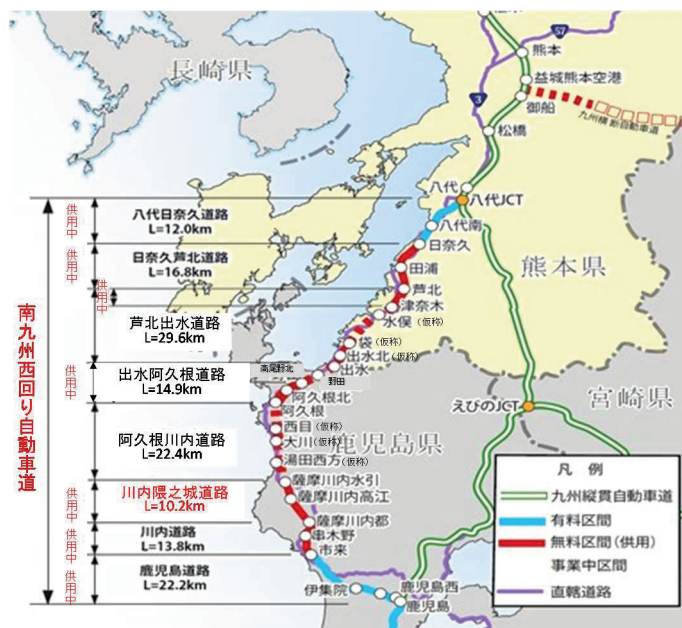 長崎県
松橋
熊本
57
益城熊本空港
御船
九州横断自動車道
3
八代
八代JCT
八代日奈久道路
L=12.0km
供用中
八代南
日奈久
日奈久芦北道路
L=16.8km
供用中
田浦
芦北
熊本県
供用中
津奈木
芦北出水道路
L=29.6km
水俣(仮称)
袋(仮称)
出水北(仮称)
出水
南九州西回り自動車道
高尾野北
野田
出水阿久根道路
L=14.9km
供用中
阿久根北
阿久根
えびのJCT
宮崎県
阿久根川内道路
L=22.4km
西目(仮称)
大川(仮称)
鹿児島県
湯田西方(仮称)
川内隈之城道路
L=10.2km
供用中
薩摩川内水引
薩摩川内高江
薩摩川内都
川内道路
L=13.8km
供用中
串木野
市来
鹿児島道路
L=22.2km
供用中
伊集院
鹿児島西
鹿児島
凡 例
九州縦貫自動車道
有料区間
無料区間(供用)
事業中区間
直轄道路